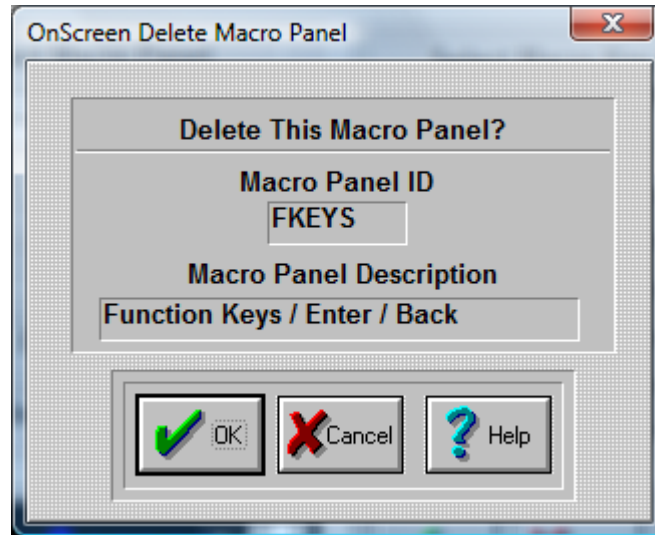 OnScreen Delete Macro Panel
Delete This Macro Panel?
Macro Panel ID
FKEYS
Macro Panel Description
Function Keys / Enter / Back
OK Cancel Help